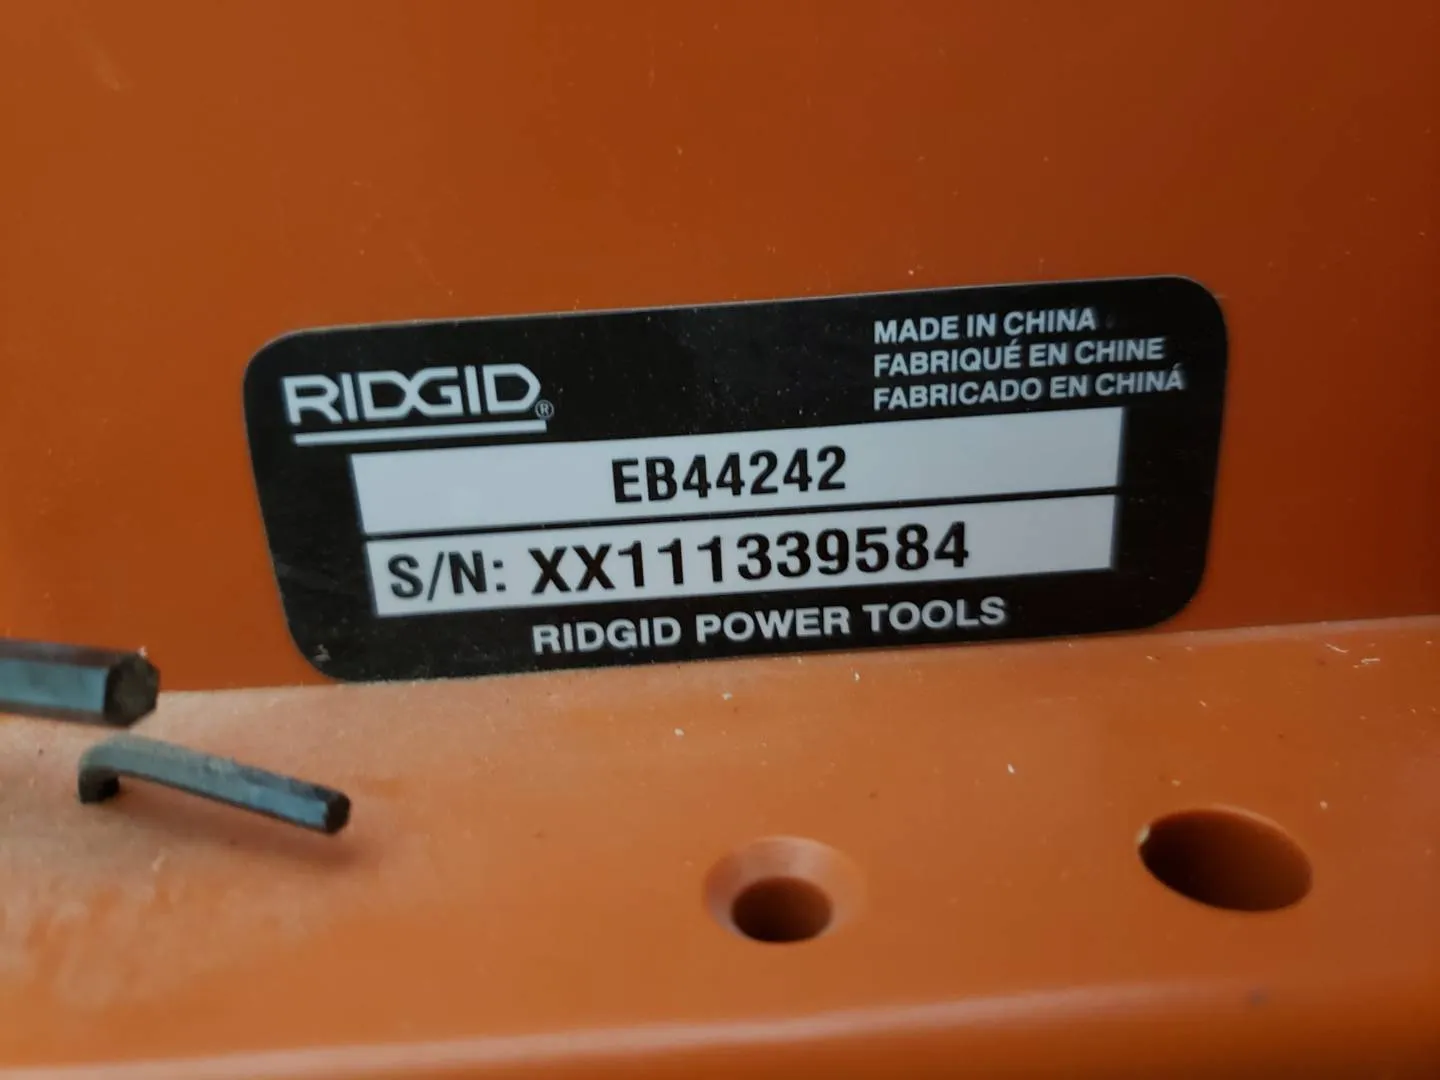 RIDGID®
MADE IN CHINA
FABRIQUÉ EN CHINE
FABRICADO EN CHINÁ
EB44242
S/N: XX111339584
RIDGID POWER TOOLS